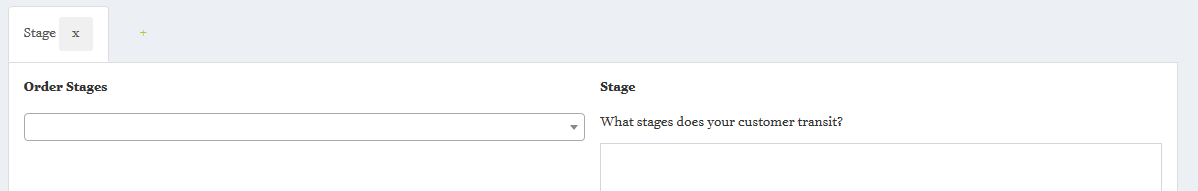 Stage x +
Order Stages
Stage
What stages does your customer transit?